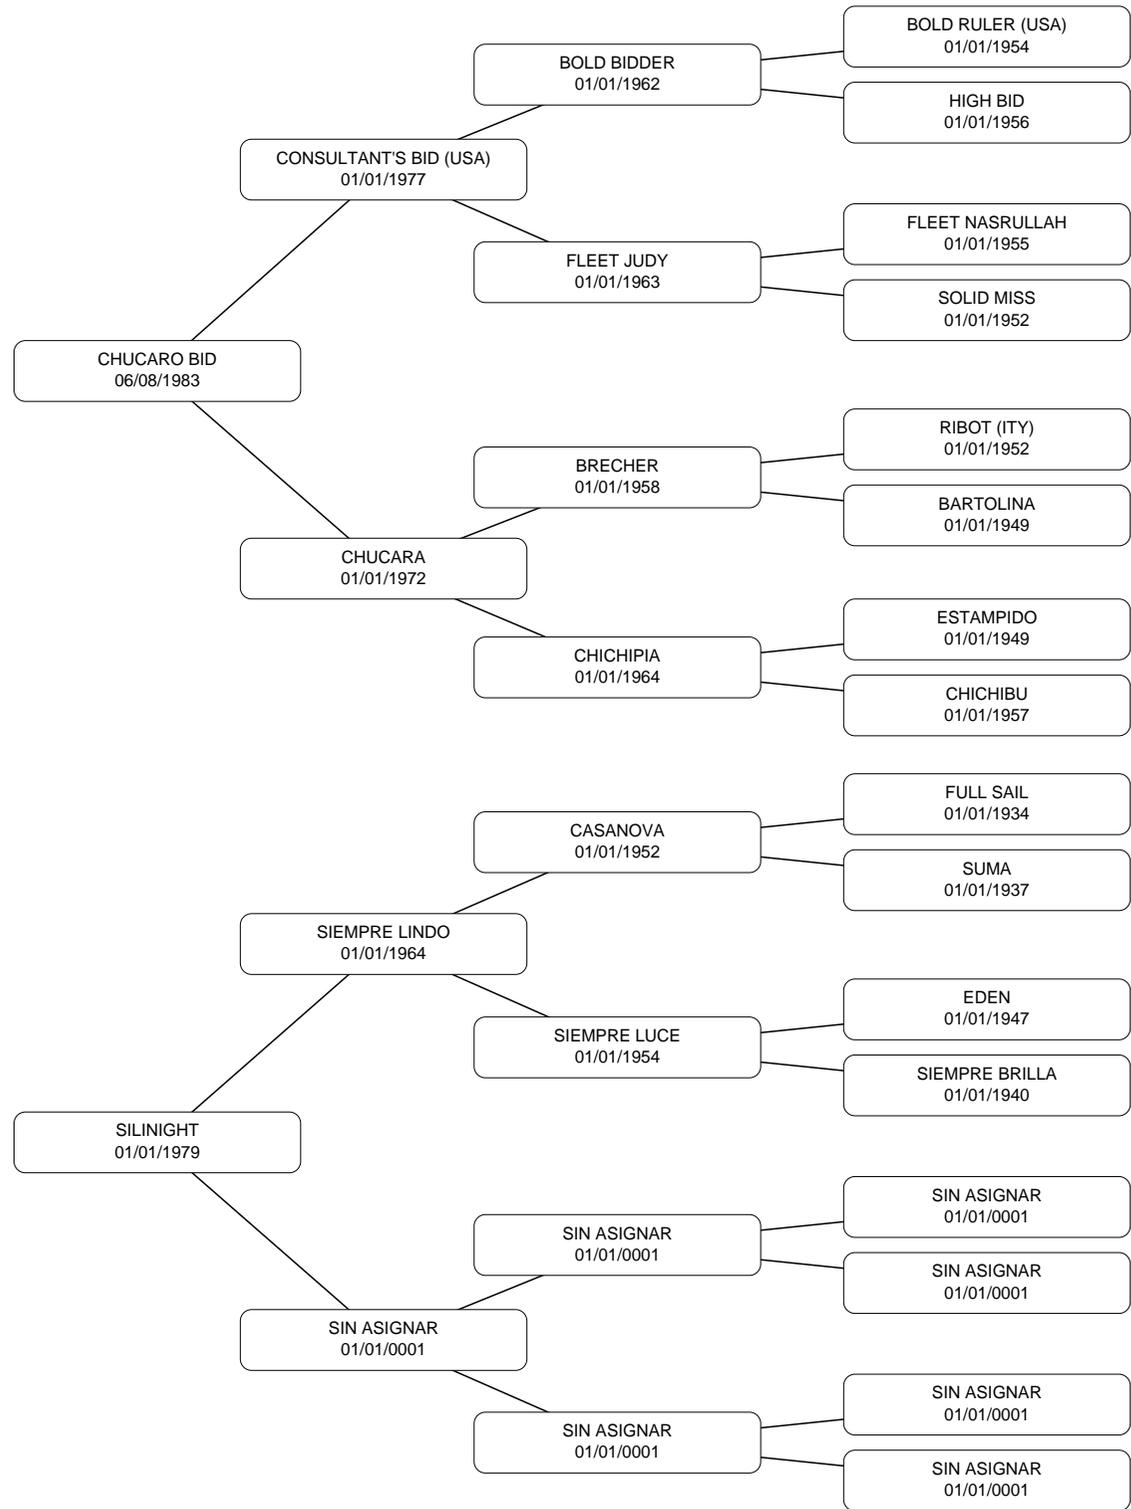 BOLD RULER (USA)
01/01/1954
BOLD BIDDER
01/01/1962
HIGH BID
01/01/1956
CONSULTANT'S BID (USA)
01/01/1977
FLEET NASRULLAH
01/01/1955
FLEET JUDY
01/01/1963
SOLID MISS
01/01/1952
CHUCARO BID
06/08/1983
RIBOT (ITY)
01/01/1952
BRECHER
01/01/1958
BARTOLINA
01/01/1949
CHUCARA
01/01/1972
ESTAMPIDO
01/01/1949
CHICHIPIA
01/01/1964
CHICHIBU
01/01/1957
FULL SAIL
01/01/1934
CASANOVA
01/01/1952
SUMA
01/01/1937
SIEMPRE LINDO
01/01/1964
EDEN
01/01/1947
SIEMPRE LUCE
01/01/1954
SIEMPRE BRILLA
01/01/1940
SILINIGHT
01/01/1979
SIN ASIGNAR
01/01/0001
SIN ASIGNAR
01/01/0001
SIN ASIGNAR
01/01/0001
SIN ASIGNAR
01/01/0001
SIN ASIGNAR
01/01/0001
SIN ASIGNAR
01/01/0001
SIN ASIGNAR
01/01/0001